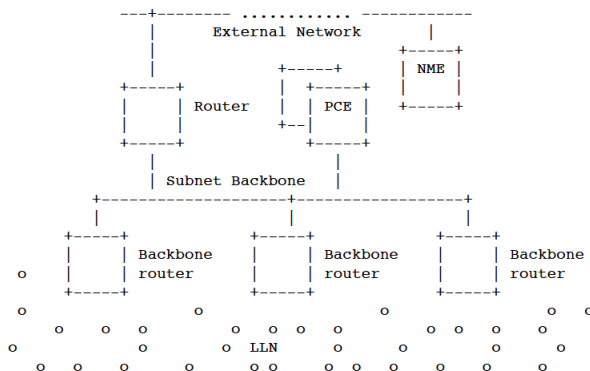 ---+-------- ............ -----------
External Network
NME
Router
PCE
Subnet Backbone
Backbone Backbone Backbone
router router router
o
o o o o o
o o o o o o o o o o o
o o o LLN o o o o
o o o o o o o o o o o